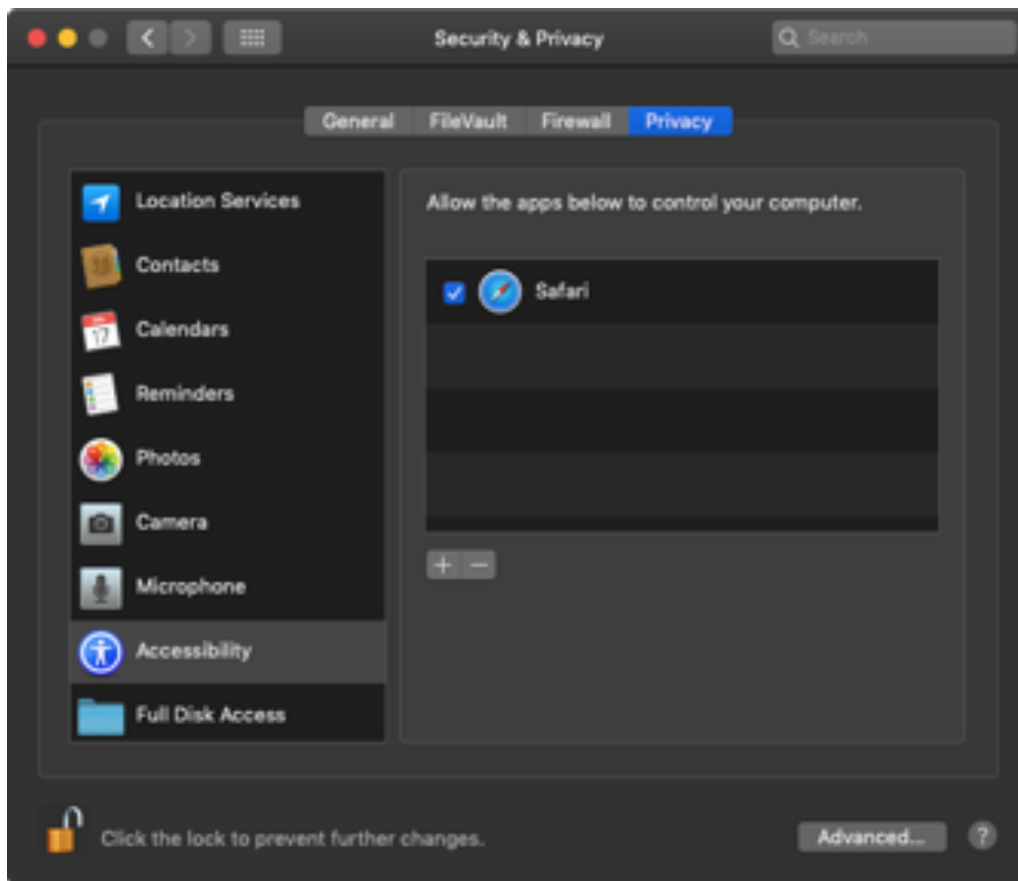 Security & Privacy
Search
General FileVault Firewall Privacy
Location Services
Contacts
Calendars
17
Reminders
Photos
Camera
Microphone
Accessibility
Full Disk Access
Allow the apps below to control your computer.
Safari
+ −
Click the lock to prevent further changes.
Advanced...
?